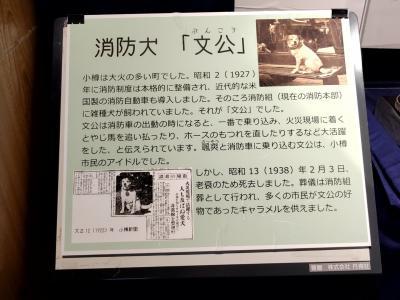 ぶんこう
消防犬 「文公」
小樽は大火の多い町でした。昭和2（1927）
年に消防制度は本格的に整備され、近代的な米
国製の消防自動車も導入しました。そのころ消防組（現在の消防本部）
に雑種犬が飼われていました。それが「文公」でした。
文公は消防車の出動の時になると、一番で乗り込み、火災現場に着く
とやじ馬を追い払ったり、ホースのもつれを直したりするなど大活躍
をした、と伝えられています。颯爽と消防車に乗り込む文公は、小樽
市民のアイドルでした。
しかし、昭和13（1938）年2月3日、
老衰のため死去しました。葬儀は消防組
葬として行われ、多くの市民が文公の好
物であったキャラメルを供えました。